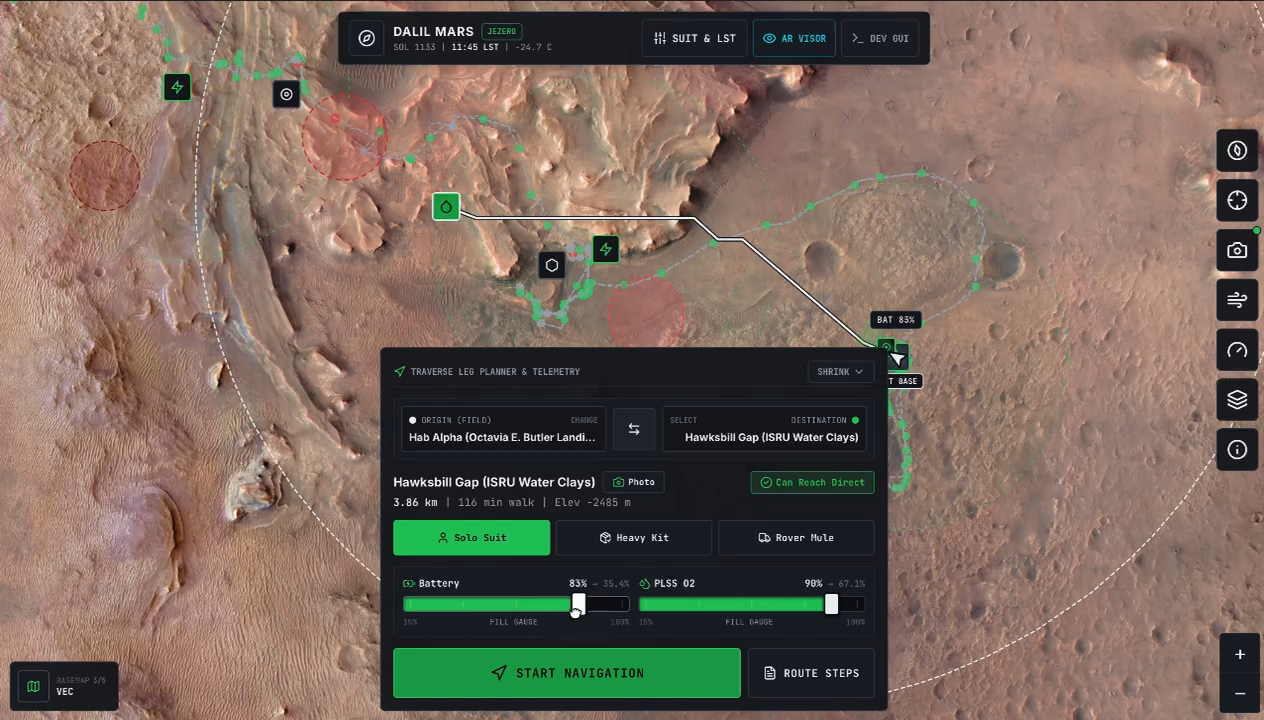 DALIL MARS JEZERO
SOL 1133 | 11:45 LST | -24.7 C
SUIT & LST
AR VISOR
>_ DEV GUI
BAT 83%
T BASE
TRAVERSE LEG PLANNER & TELEMETRY
SHRINK
ORIGIN (FIELD) CHANGE
Hab Alpha (Octavia E. Butler Landi...
SELECT DESTINATION
Hawksbill Gap (ISRU Water Clays)
Hawksbill Gap (ISRU Water Clays) Photo
Can Reach Direct
3.86 km | 116 min walk | Elev -2485 m
Solo Suit
Heavy Kit
Rover Mule
Battery 83% → 35.4%
15% FILL GAUGE 100%
PLSS O2 90% → 67.1%
15% FILL GAUGE 100%
START NAVIGATION
ROUTE STEPS
BASEMAP 5/5
VEC
+
−